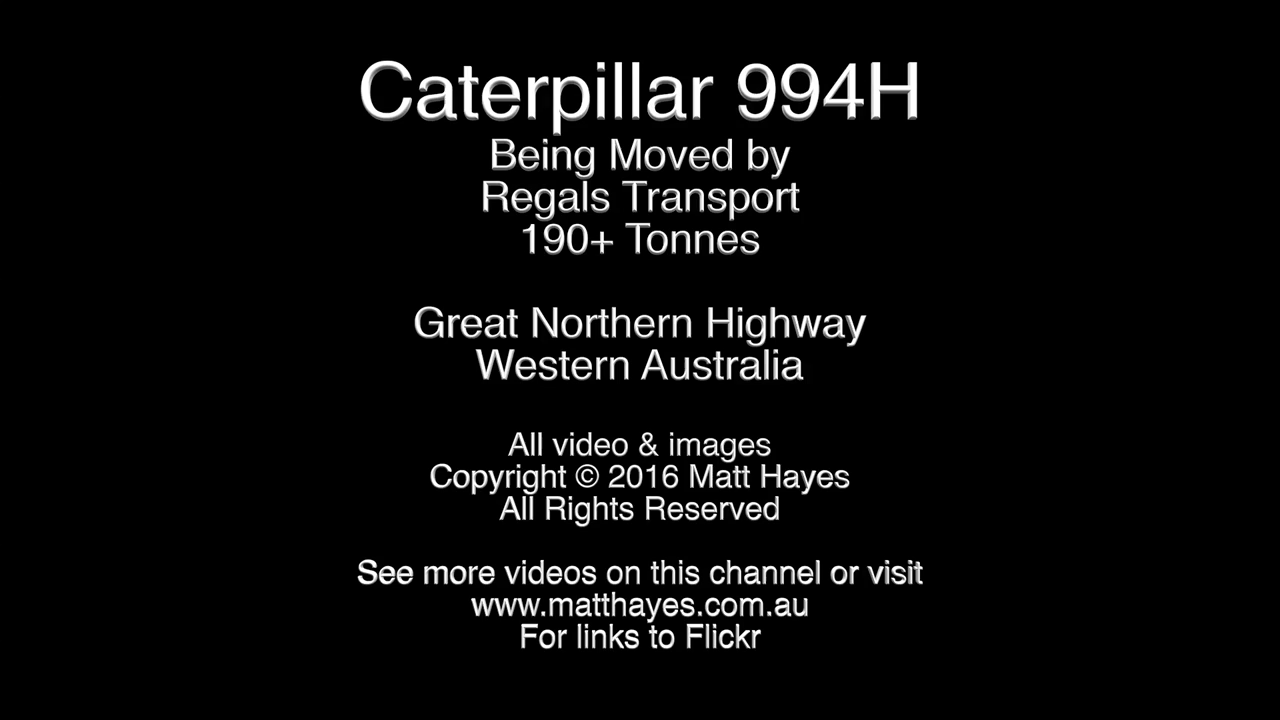 Caterpillar 994H
Being Moved by
Regals Transport
190+ Tonnes
Great Northern Highway
Western Australia
All video & images
Copyright © 2016 Matt Hayes
All Rights Reserved
See more videos on this channel or visit
www.matthayes.com.au
For links to Flickr